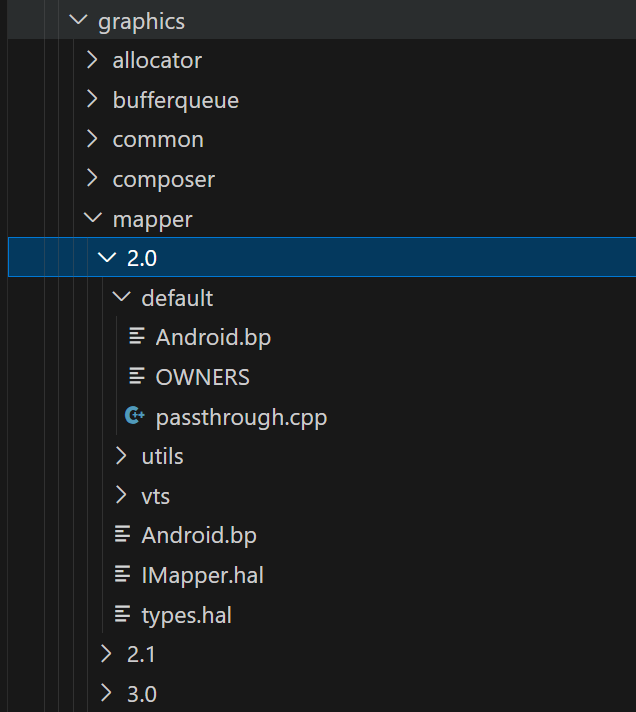 graphics
allocator
bufferqueue
common
composer
mapper
2.0
default
Android.bp
OWNERS
passthrough.cpp
utils
vts
Android.bp
IMapper.hal
types.hal
2.1
3.0